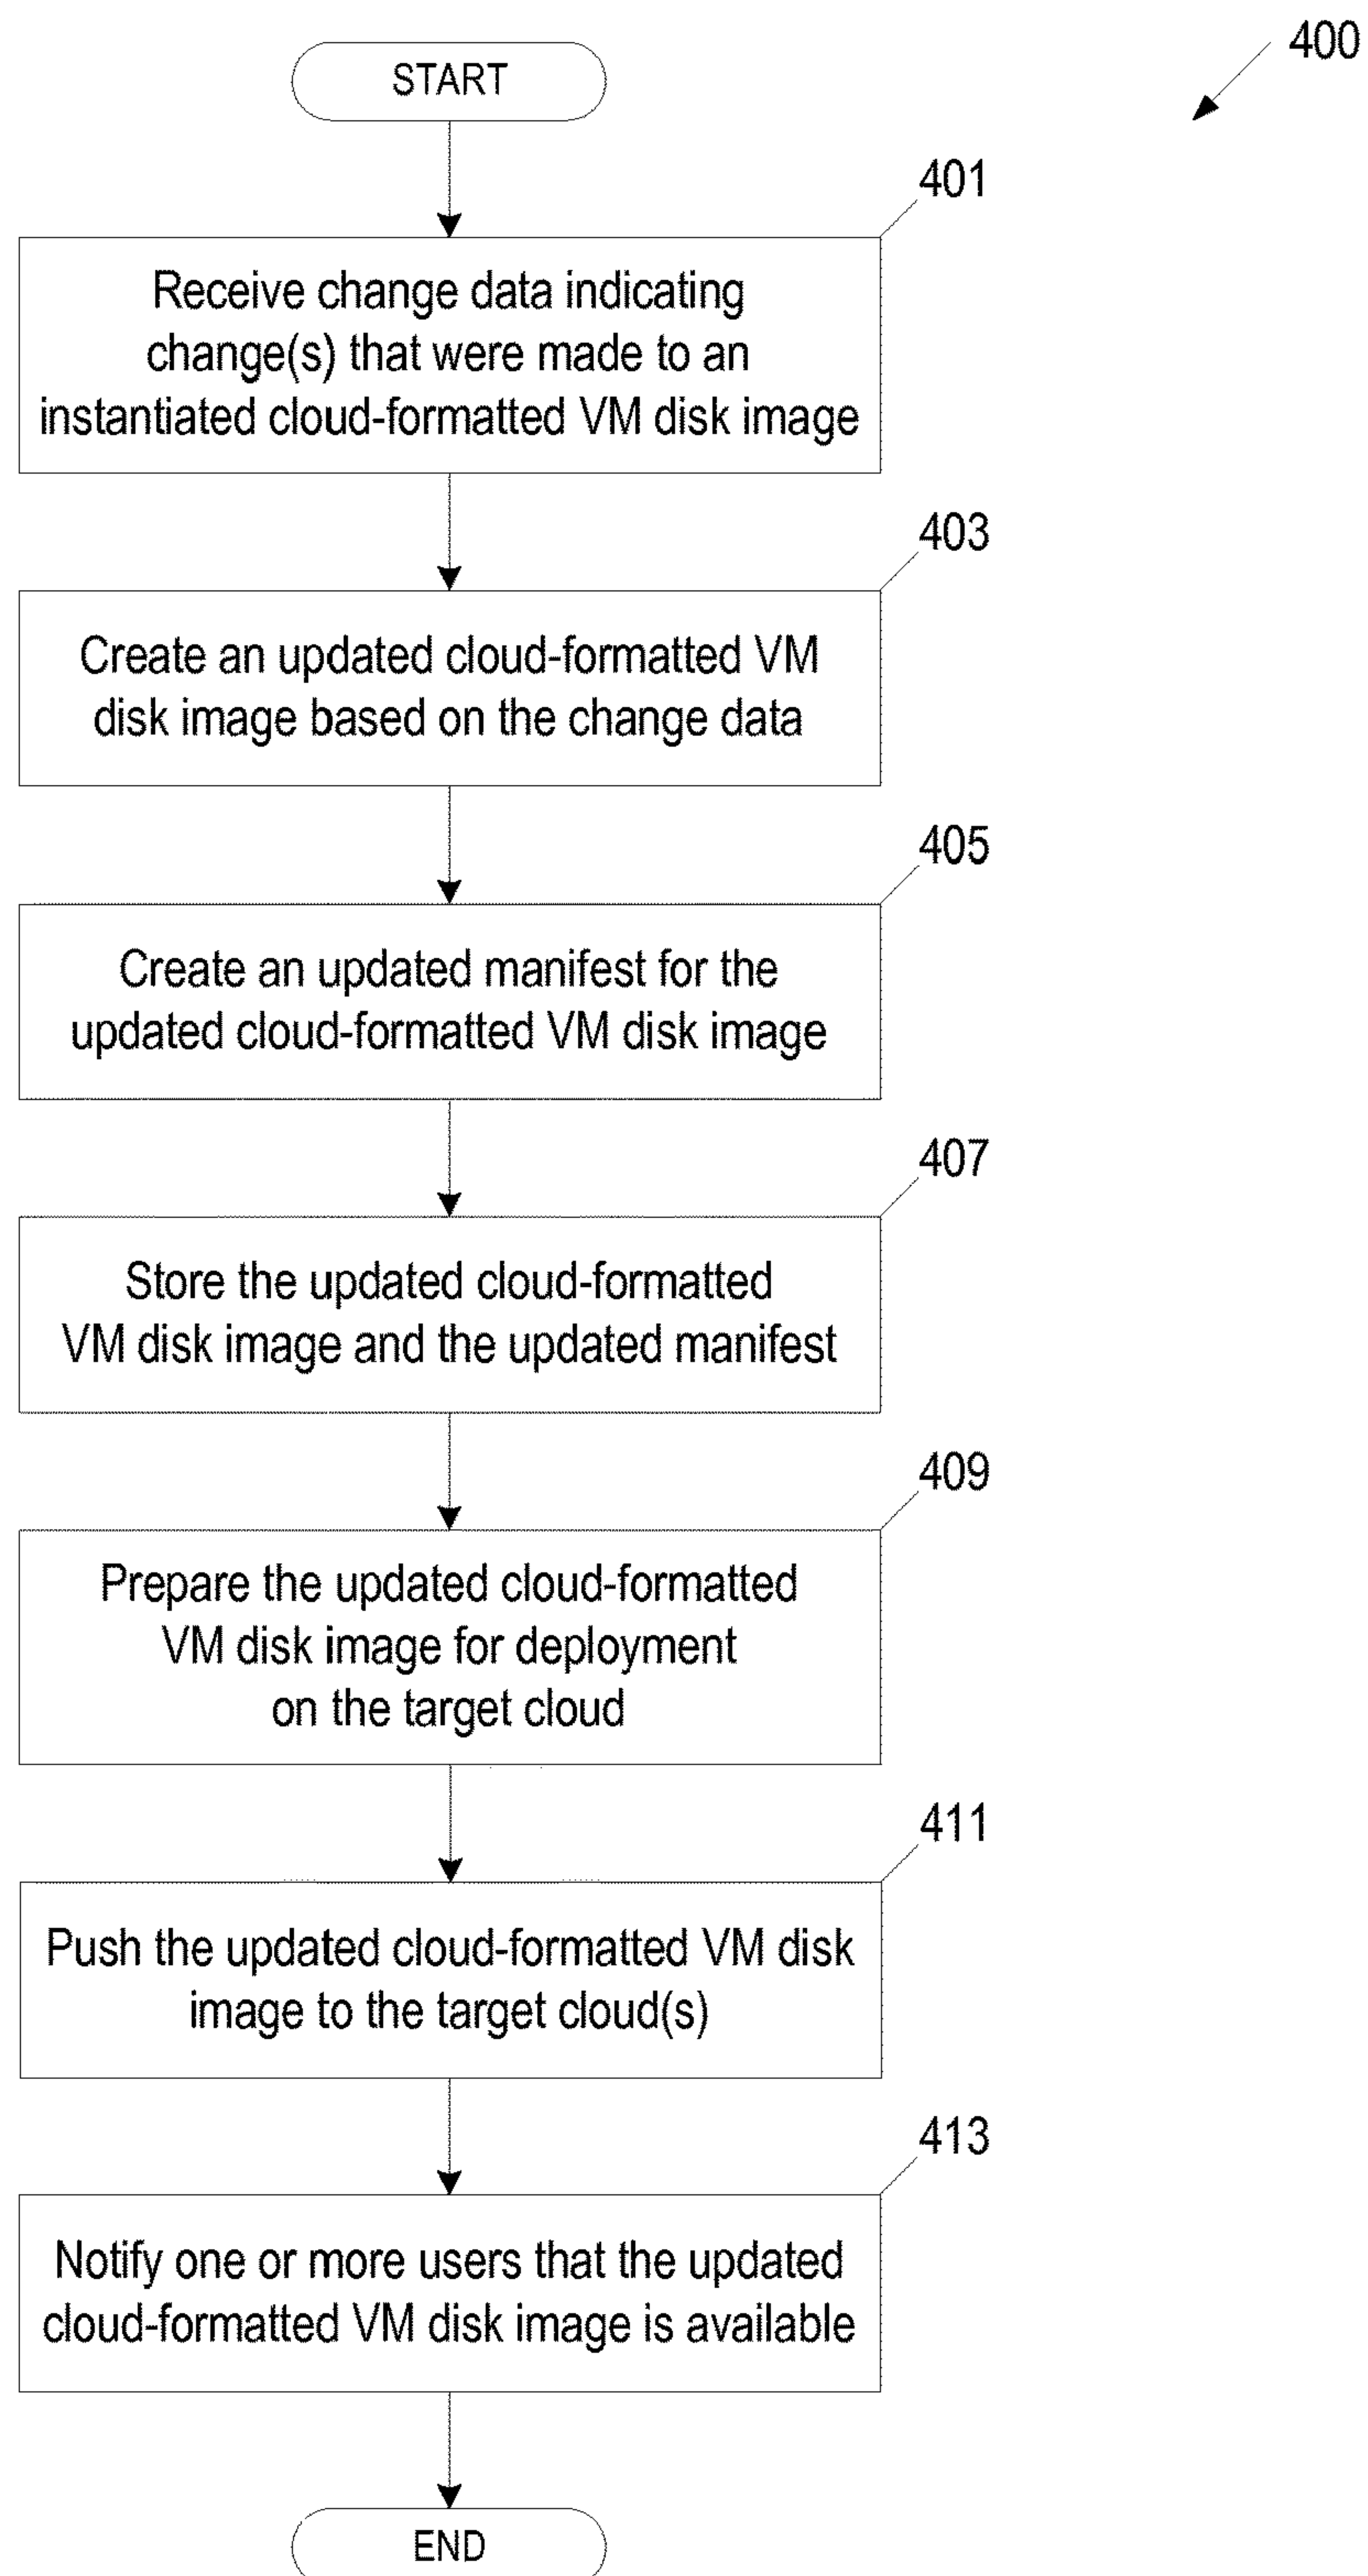 400
START
401
Receive change data indicating
change(s) that were made to an
instantiated cloud-formatted VM disk image
403
Create an updated cloud-formatted VM
disk image based on the change data
405
Create an updated manifest for the
updated cloud-formatted VM disk image
407
Store the updated cloud-formatted
VM disk image and the updated manifest
409
Prepare the updated cloud-formatted
VM disk image for deployment
on the target cloud
411
Push the updated cloud-formatted VM disk
image to the target cloud(s)
413
Notify one or more users that the updated
cloud-formatted VM disk image is available
END